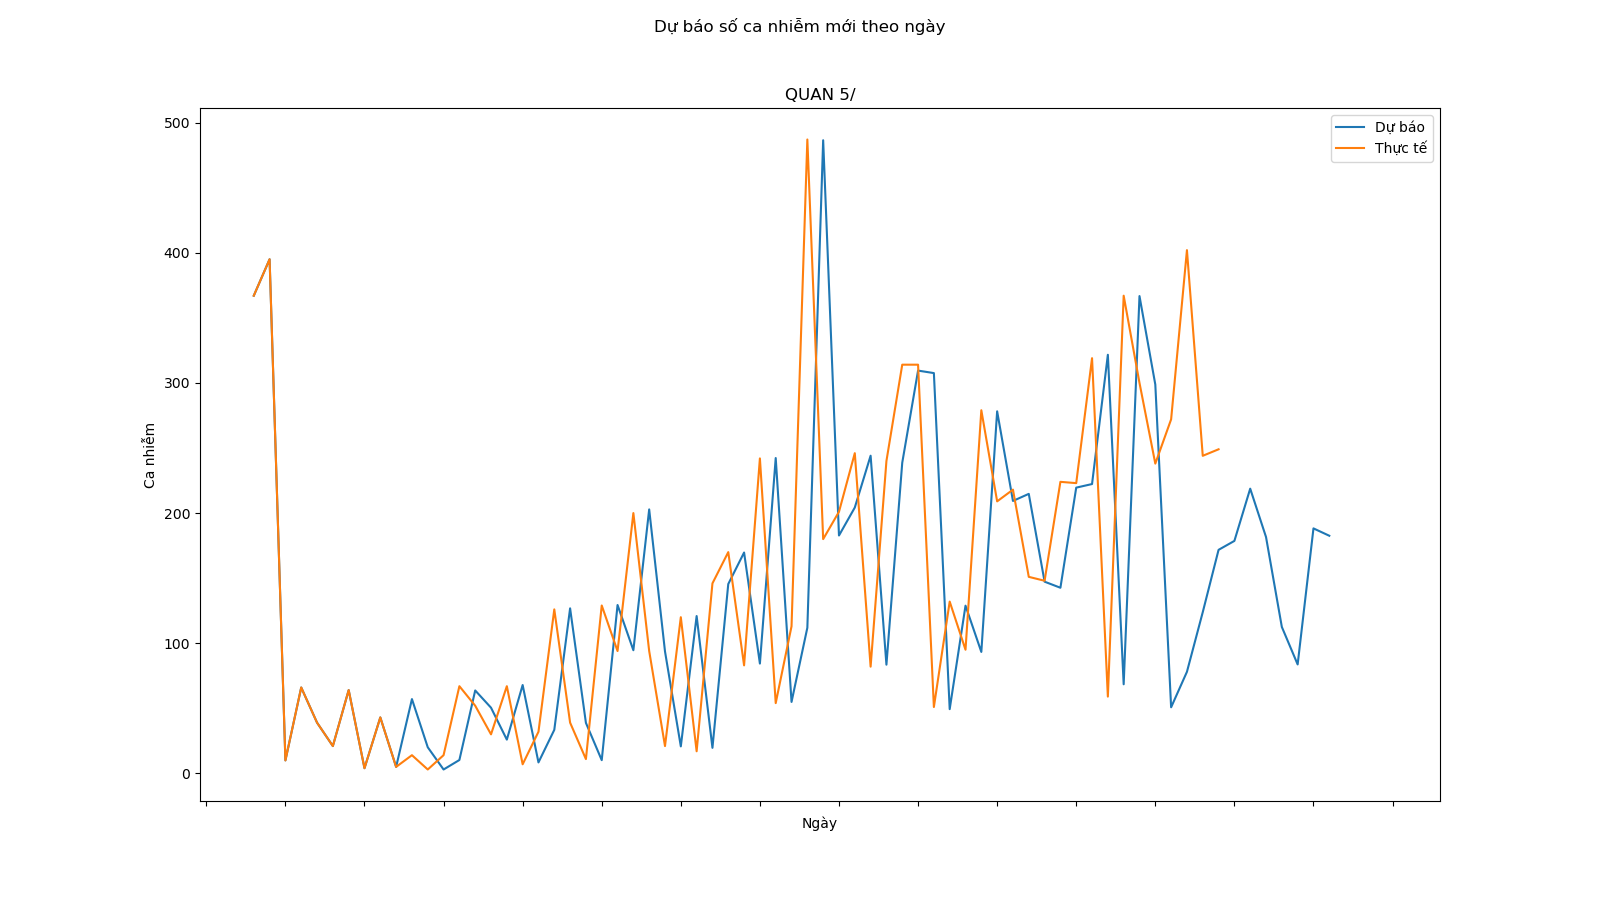 Dự báo số ca nhiễm mới theo ngày
QUAN 5/
Dự báo
Thực tế
500
400
300
200
100
0
Ca nhiễm
Ngày